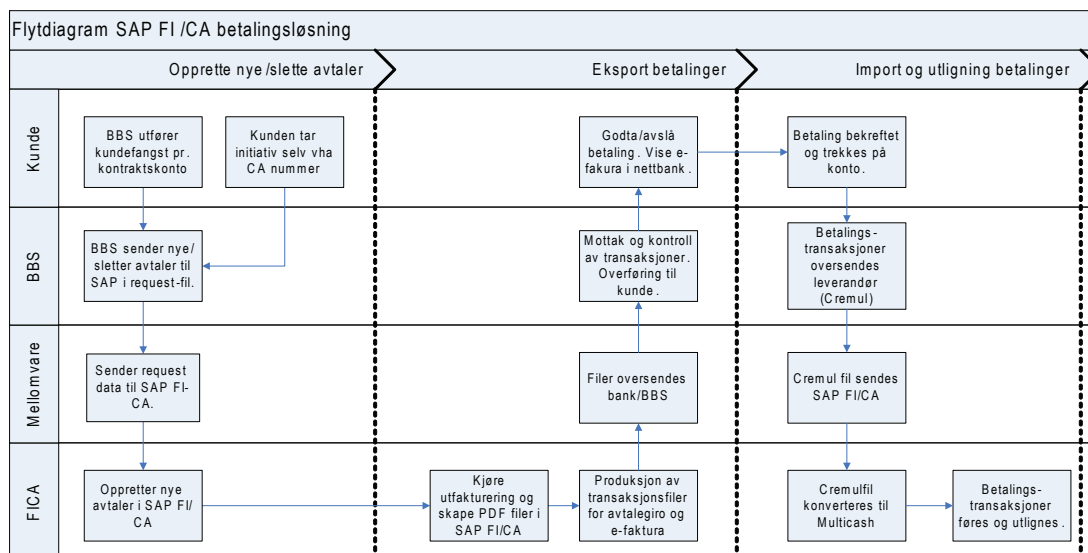 Flytdiagram SAP FI /CA betalingsløsning
Opprette nye /slette avtaler
Eksport betalinger
Import og utligning betalinger
Kunde
BBS utfører
kundefangst pr.
kontraktskonto
Kunden tar
initiativ selv vha
CA nummer
Godta/avslå
betaling. Vise e-
fakura i nettbank.
Betaling bekreftet
og trekkes på
konto.
BBS
BBS sender nye/
sletter avtaler til
SAP i request-fil.
Mottak og kontroll
av transaksjoner.
Overføring til
kunde.
Betalings-
transaksjoner
oversendes
leverandør
(Cremul)
Mellomvare
Sender request
data til SAP FI-
CA.
Filer oversendes
bank/BBS
Cremul fil sendes
SAP FI/CA
FICA
Oppretter nye
avtaler i SAP FI/
CA
Kjøre
utfakturering og
skape PDF filer i
SAP FI/CA
Produksjon av
transaksjonsfiler
for avtalegiro og
e-faktura
Cremulfil
konverteres til
Multicash
Betalings-
transaksjoner
føres og utlignes.